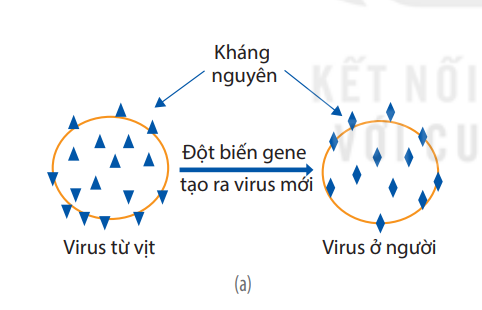 Kháng
nguyên
KẾT NỐI
VỚI CU
Đột biến gene
tạo ra virus mới
Virus từ vịt
Virus ở người
(a)